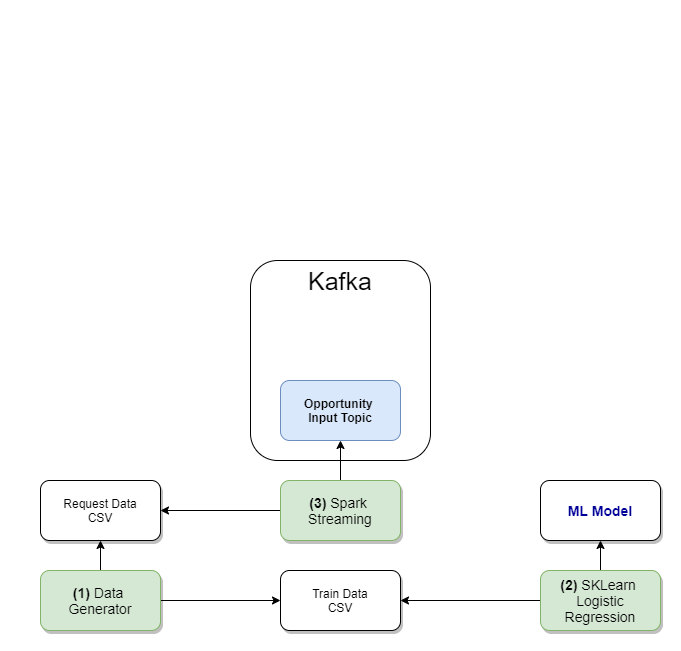 Kafka
Opportunity
Input Topic
Request Data
CSV
(3) Spark
Streaming
ML Model
(1) Data
Generator
Train Data
CSV
(2) SKLearn
Logistic
Regression